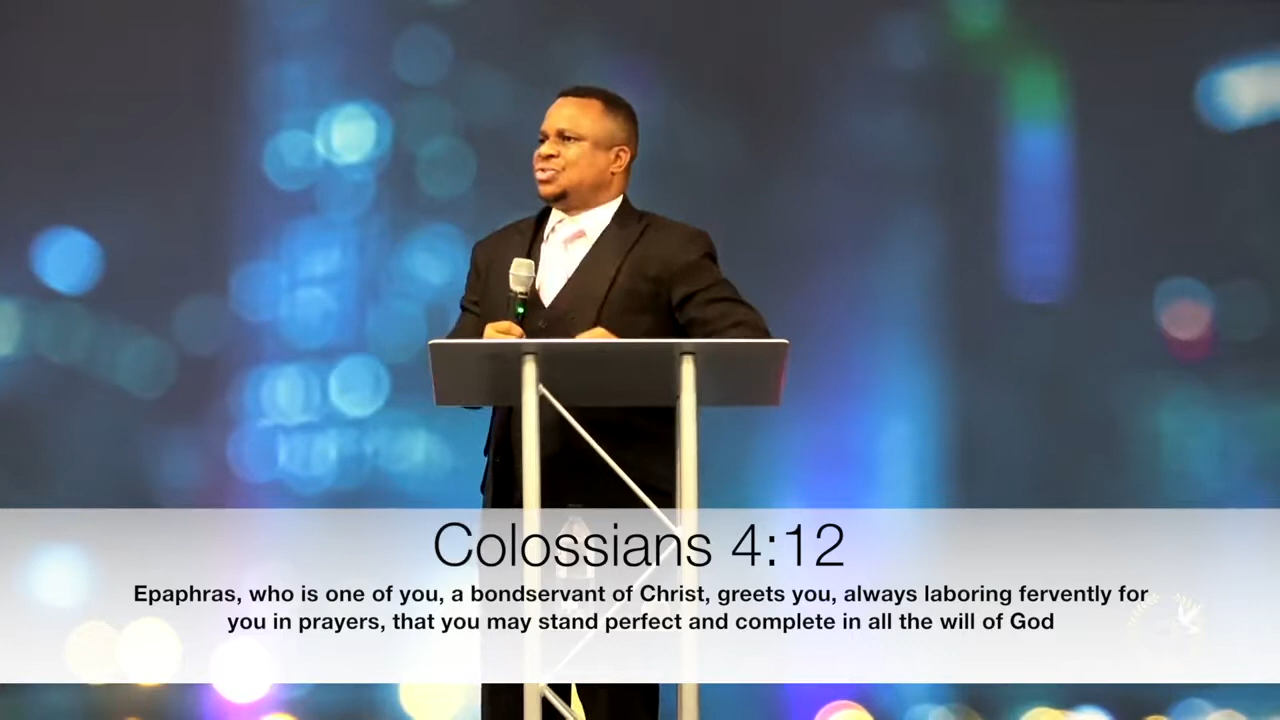 Colossians 4:12
Epaphras, who is one of you, a bondservant of Christ, greets you, always laboring fervently for
you in prayers, that you may stand perfect and complete in all the will of God